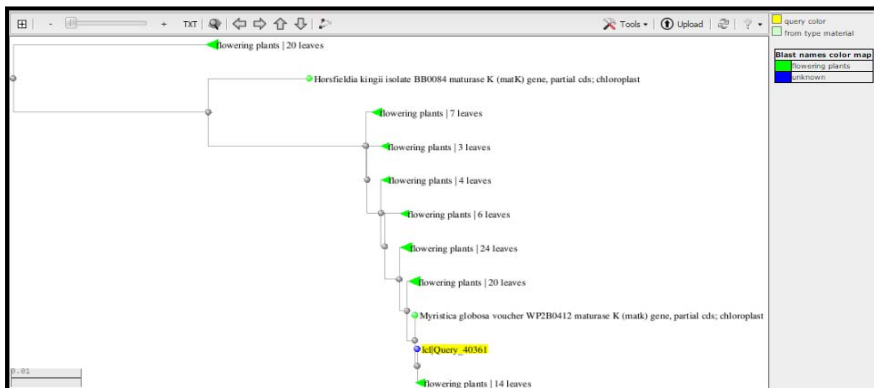 - + TXT Tools Upload ?
query color
from type material
Blast names color map
flowering plants
unknown
flowering plants | 20 leaves
Horsfieldia kingii isolate BB0084 maturase K (matK) gene, partial cds; chloroplast
flowering plants | 7 leaves
flowering plants | 3 leaves
flowering plants | 4 leaves
flowering plants | 6 leaves
flowering plants | 24 leaves
flowering plants | 20 leaves
Myristica globosa voucher WP2B0412 maturase K (matk) gene, partial cds; chloroplast
lcl|Query_40361
flowering plants | 14 leaves
0.01